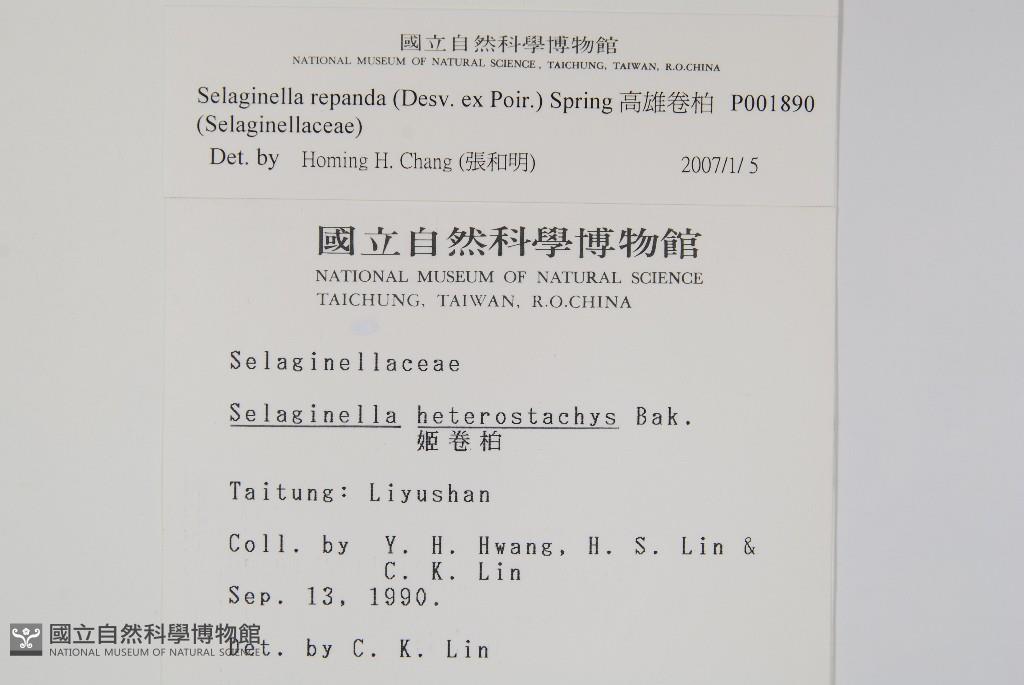 國立自然科學博物館
NATIONAL MUSEUM OF NATURAL SCIENCE, TAICHUNG, TAIWAN, R.O.CHINA
Selaginella repanda (Desv. ex Poir.) Spring 高雄卷柏 P001890
(Selaginellaceae)
Det. by Homing H. Chang (張和明) 2007/1/ 5
國立自然科學博物館
NATIONAL MUSEUM OF NATURAL SCIENCE
TAICHUNG, TAIWAN, R.O.CHINA
Selaginellaceae
Selaginella heterostachys Bak.
姬卷柏
Taitung: Liyushan
Coll. by Y. H. Hwang, H. S. Lin &
C. K. Lin
Sep. 13, 1990.
Det. by C. K. Lin
國立自然科學博物館
NATIONAL MUSEUM OF NATURAL SCIENCE